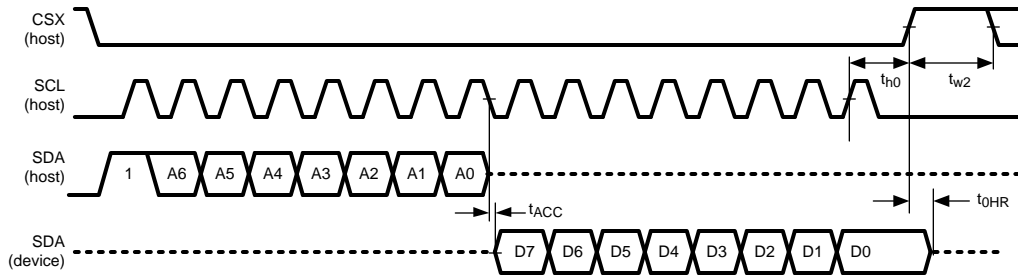 CSX
(host)
t_h0
t_w2
SCL
(host)
SDA
(host)
1 A6 A5 A4 A3 A2 A1 A0
t_ACC
t_0HR
SDA
(device)
D7 D6 D5 D4 D3 D2 D1 D0